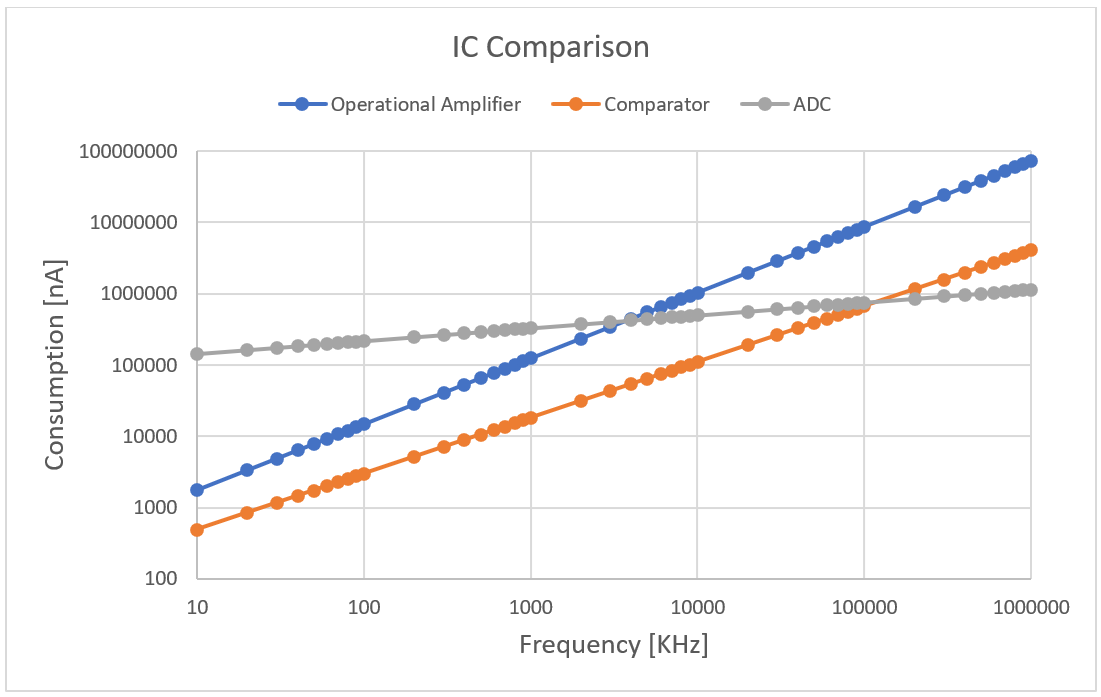 IC Comparison
Operational Amplifier Comparator ADC
100000000
10000000
1000000
100000
10000
1000
100
Consumption [nA]
10 100 1000 10000 100000 1000000
Frequency [KHz]